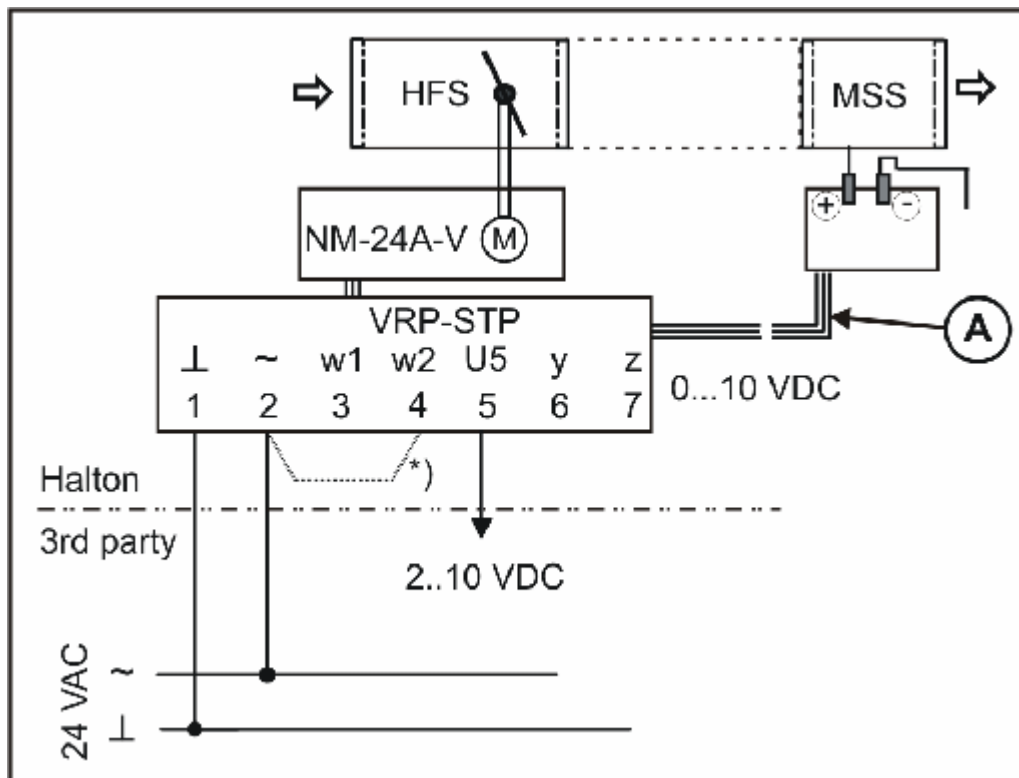 HFS
MSS
+ -
NM-24A-V M
VRP-STP
A
⊥ ~ w1 w2 U5 y z
1 2 3 4 5 6 7
0...10 VDC
*)
Halton
3rd party
2..10 VDC
24 VAC
~
⊥